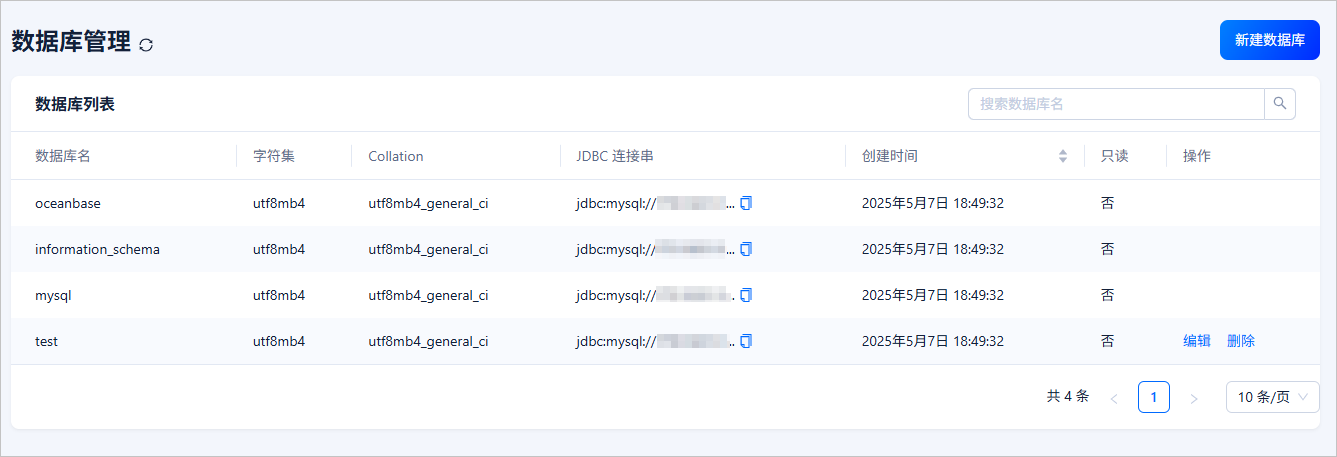 数据库管理
新建数据库
数据库列表
搜索数据库名
数据库名 字符集 Collation JDBC 连接串 创建时间 只读 操作
oceanbase utf8mb4 utf8mb4_general_ci jdbc:mysql:// ... 2025年5月7日 18:49:32 否
information_schema utf8mb4 utf8mb4_general_ci jdbc:mysql:// ... 2025年5月7日 18:49:32 否
mysql utf8mb4 utf8mb4_general_ci jdbc:mysql:// .. 2025年5月7日 18:49:32 否
test utf8mb4 utf8mb4_general_ci jdbc:mysql:// .. 2025年5月7日 18:49:32 否 编辑 删除
共 4 条 < 1 > 10 条/页